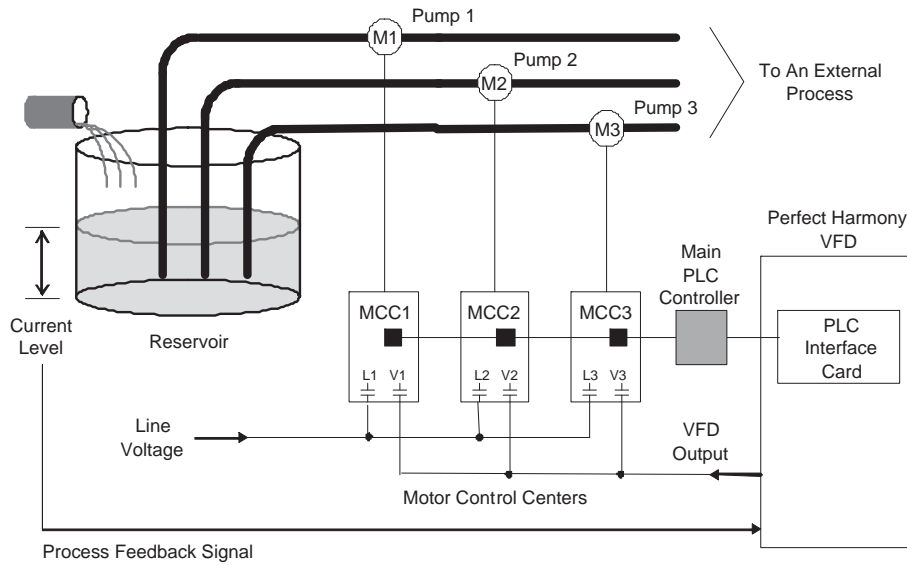 Pump 1
M1
Pump 2
M2
Pump 3
M3
To An External
Process
Perfect Harmony
VFD
Main
PLC
Controller
MCC1
MCC2
MCC3
PLC
Interface
Card
Current
Level
Reservoir
L1
V1
L2
V2
L3
V3
Line
Voltage
VFD
Output
Motor Control Centers
Process Feedback Signal